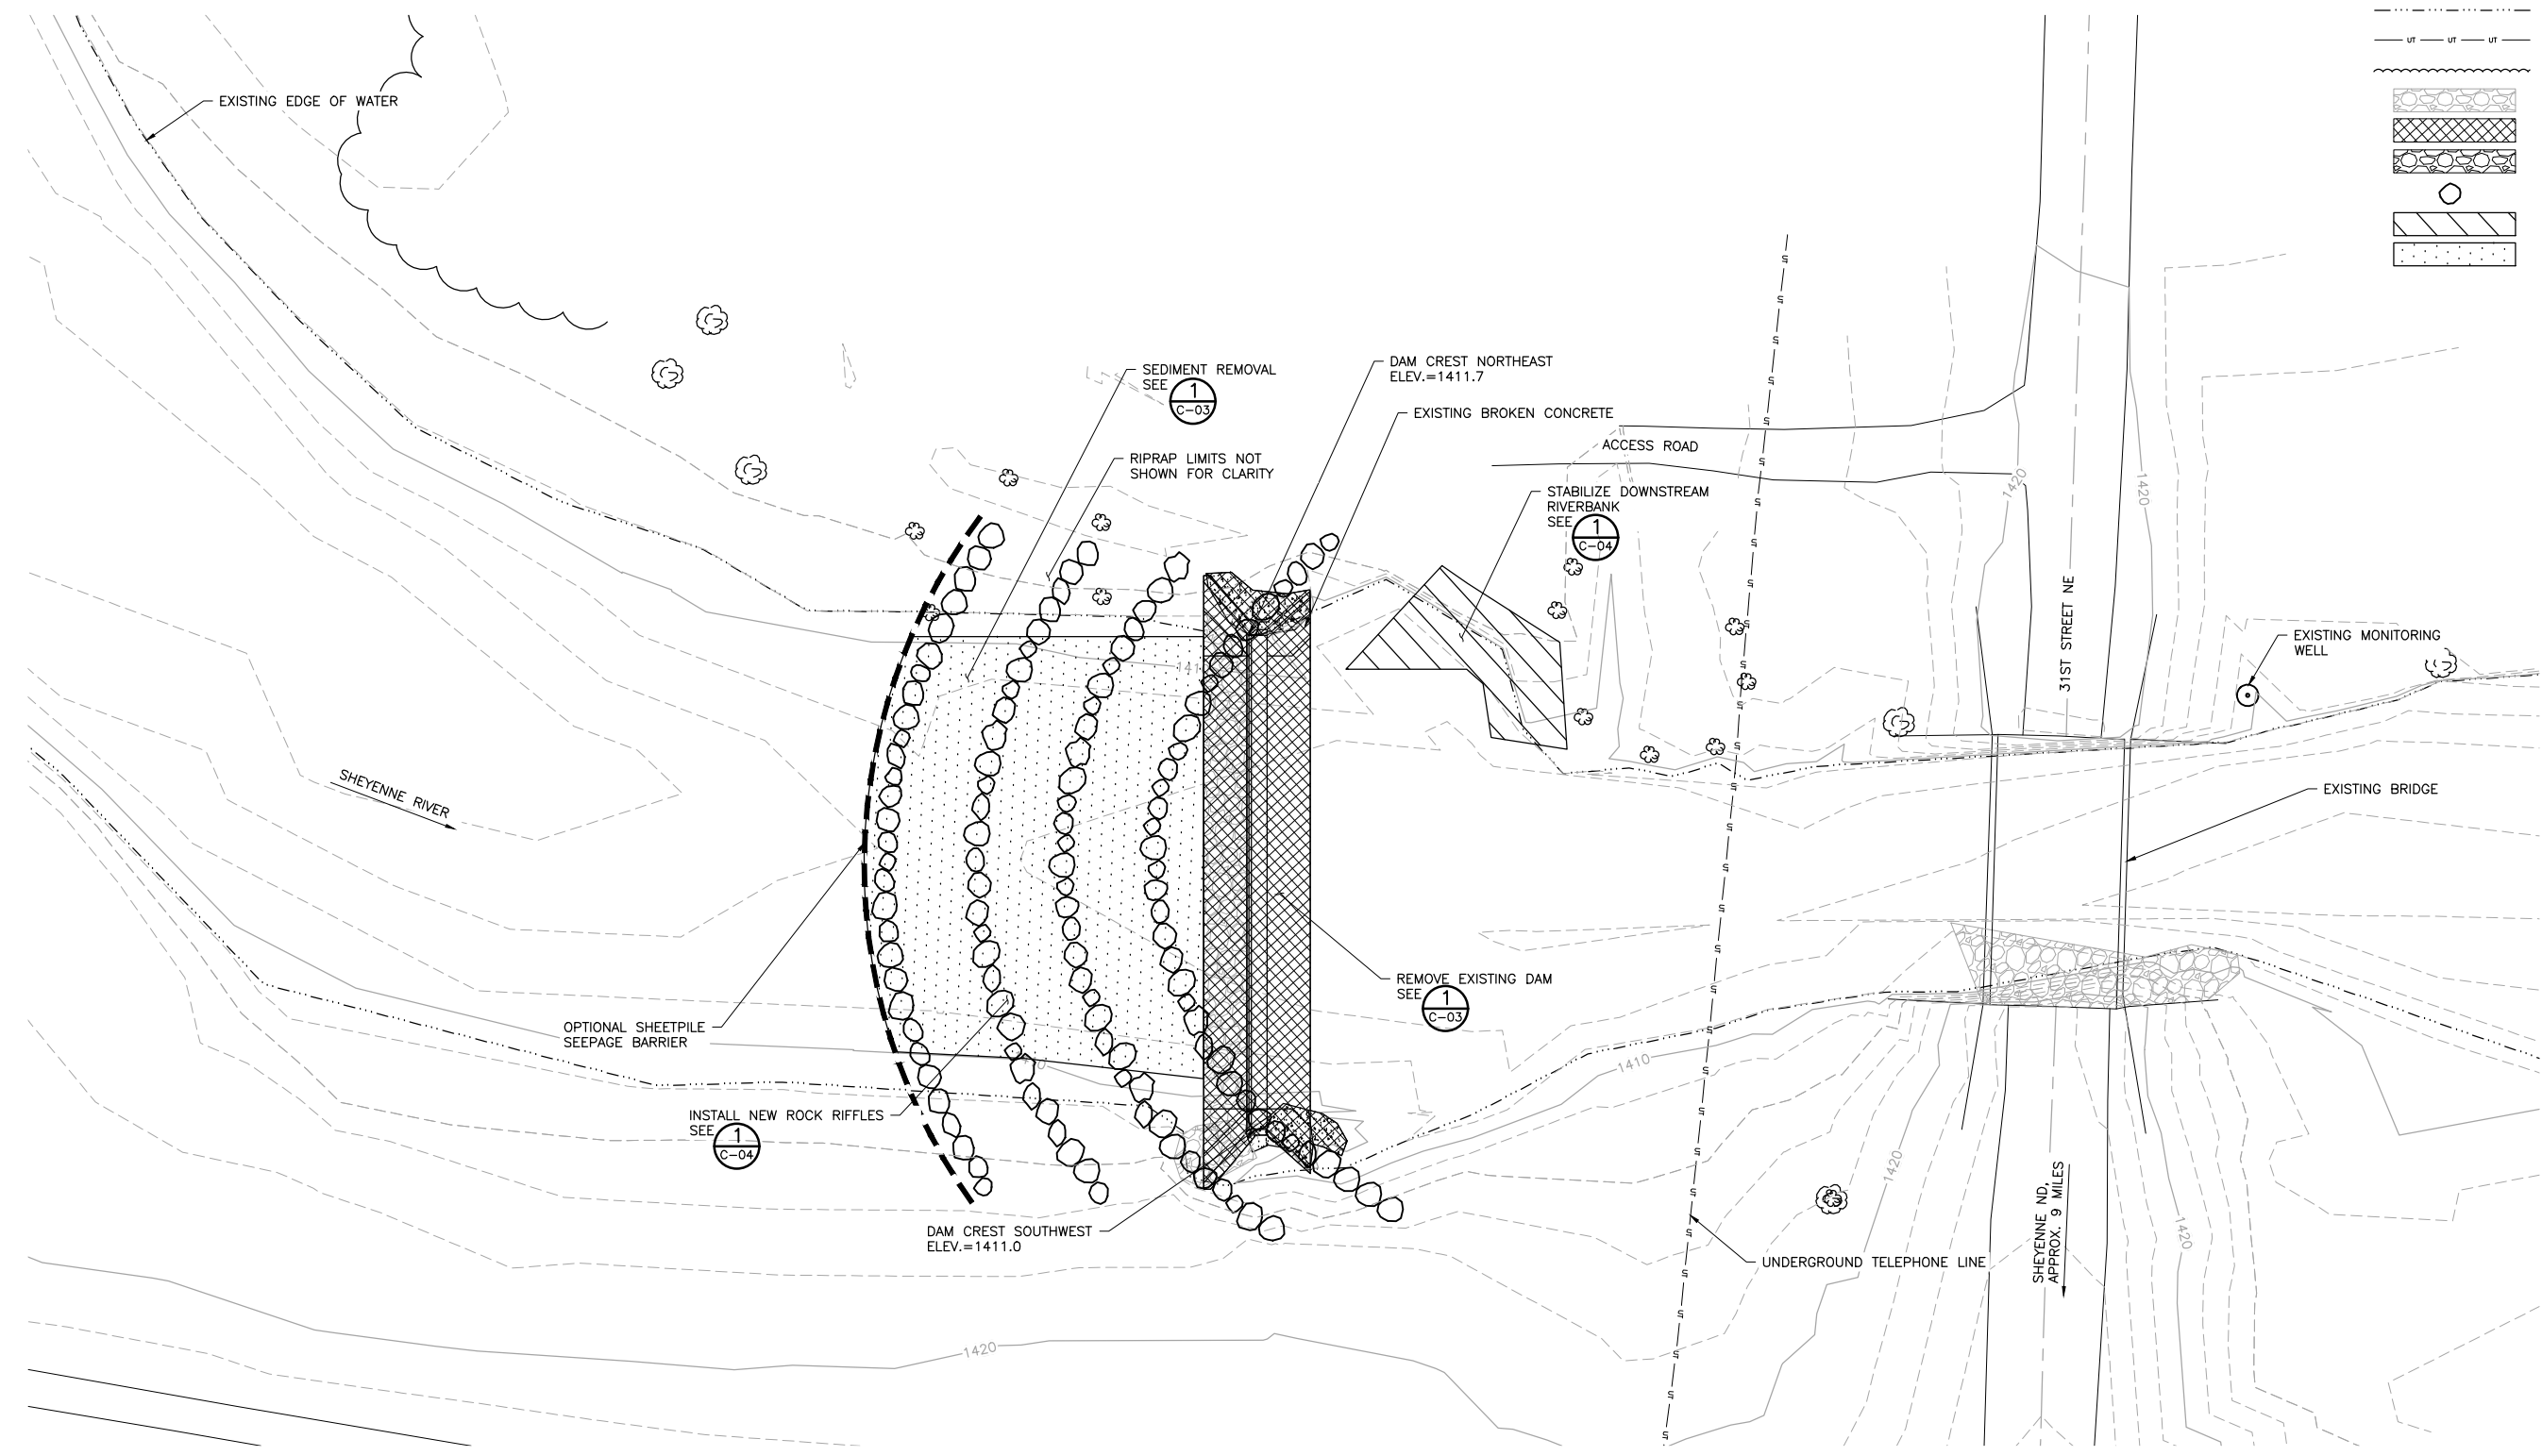 UT UT UT
EXISTING EDGE OF WATER
SEDIMENT REMOVAL
SEE 1
C-03
DAM CREST NORTHEAST
ELEV.=1411.7
EXISTING BROKEN CONCRETE
RIPRAP LIMITS NOT
SHOWN FOR CLARITY
ACCESS ROAD
STABILIZE DOWNSTREAM
RIVERBANK
SEE 1
C-04
1420
1420
31ST STREET NE
EXISTING MONITORING
WELL
SHEYENNE RIVER
EXISTING BRIDGE
REMOVE EXISTING DAM
SEE 1
C-03
OPTIONAL SHEETPILE
SEEPAGE BARRIER
1410
INSTALL NEW ROCK RIFFLES
SEE 1
C-04
DAM CREST SOUTHWEST
ELEV.=1411.0
1420
SHEYENNE ND,
APPROX. 9 MILES
1420
UNDERGROUND TELEPHONE LINE
1420